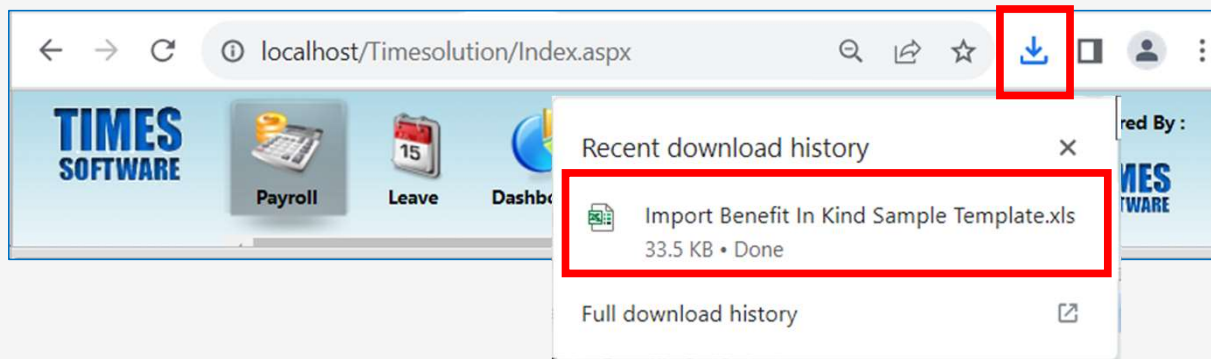 localhost/Timesolution/Index.aspx
TIMES
SOFTWARE
15
Payroll
Leave
Dashbo
Recent download history
Import Benefit In Kind Sample Template.xls
33.5 KB • Done
Full download history
red By :
MES
TWARE